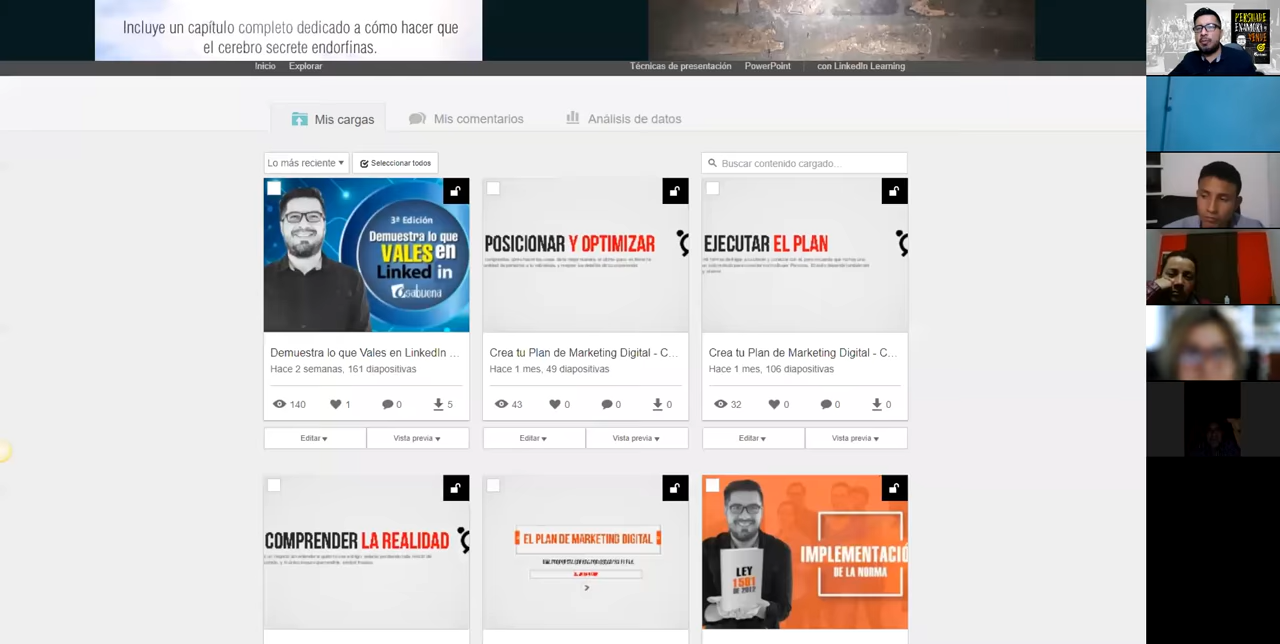 Incluye un capítulo completo dedicado a cómo hacer que
el cerebro secrete endorfinas.
Inicio Explorar Técnicas de presentación PowerPoint con LinkedIn Learning
Mis cargas Mis comentarios Análisis de datos
Lo más reciente Seleccionar todos Buscar contenido cargado...
3ª Edición
Demuestra lo que
VALES en
Linked in
sabuena
POSICIONAR Y OPTIMIZAR
EJECUTAR EL PLAN
Demuestra lo que Vales en LinkedIn ...
Hace 2 semanas, 161 diapositivas
140 1 0 5
Editar Vista previa
Crea tu Plan de Marketing Digital - C...
Hace 1 mes, 49 diapositivas
43 0 0 0
Editar Vista previa
Crea tu Plan de Marketing Digital - C...
Hace 1 mes, 106 diapositivas
32 0 0 0
Editar Vista previa
COMPRENDER LA REALIDAD
EL PLAN DE MARKETING DIGITAL
LEY
1581
DE 2012
IMPLEMENTACIÓ
DE LA NORMA
PERSUADE
ENAMORA Y
VENDE